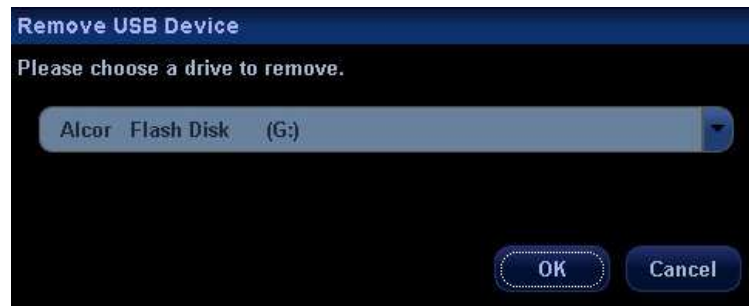 Remove USB Device
Please choose a drive to remove.
Alcor Flash Disk (G:)
OK Cancel